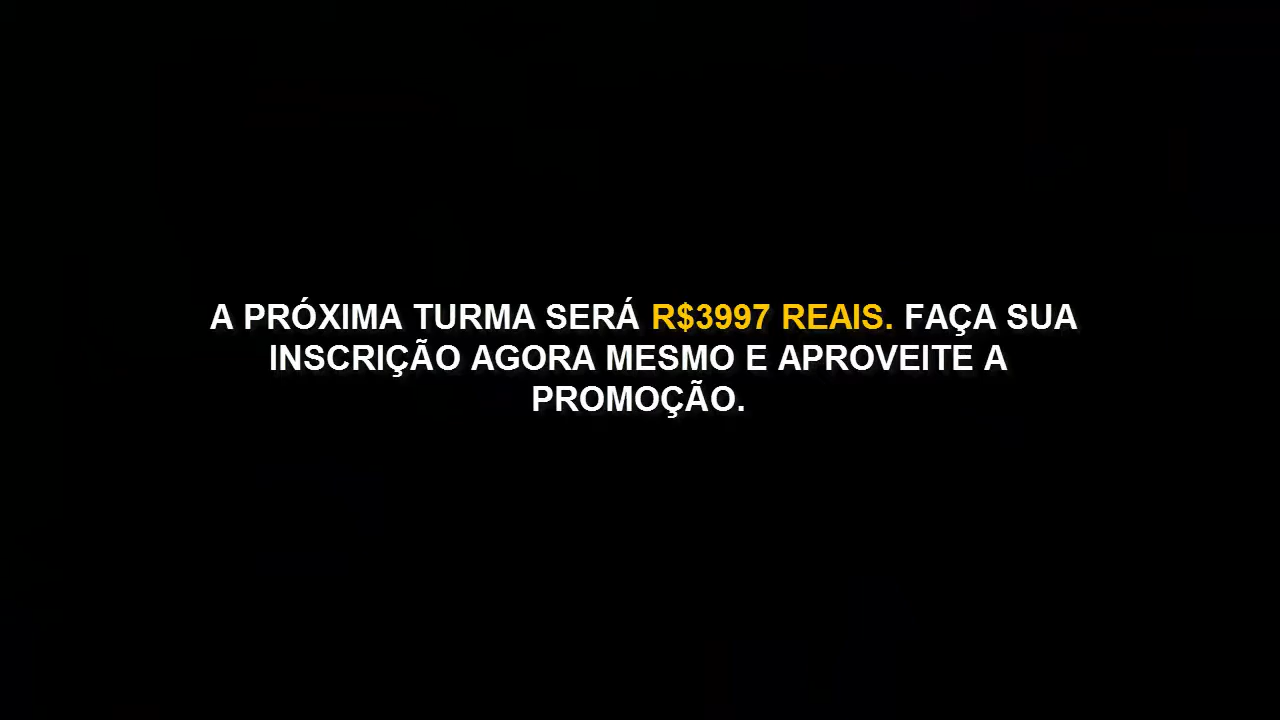 A PRÓXIMA TURMA SERÁ R$3997 REAIS. FAÇA SUA
INSCRIÇÃO AGORA MESMO E APROVEITE A
PROMOÇÃO.